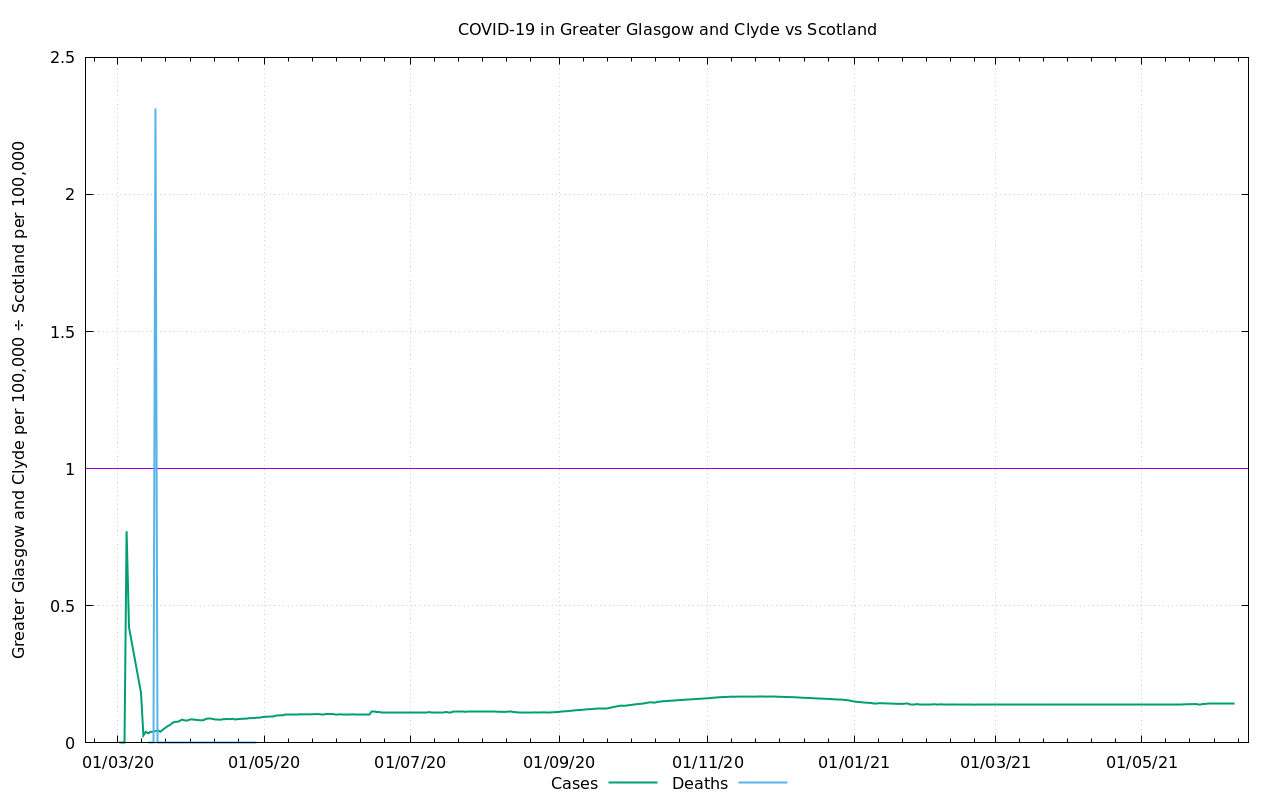 COVID-19 in Greater Glasgow and Clyde vs Scotland
Greater Glasgow and Clyde per 100,000 ÷ Scotland per 100,000
2.5
2
1.5
1
0.5
0
01/03/20 01/05/20 01/07/20 01/09/20 01/11/20 01/01/21 01/03/21 01/05/21
Cases Deaths